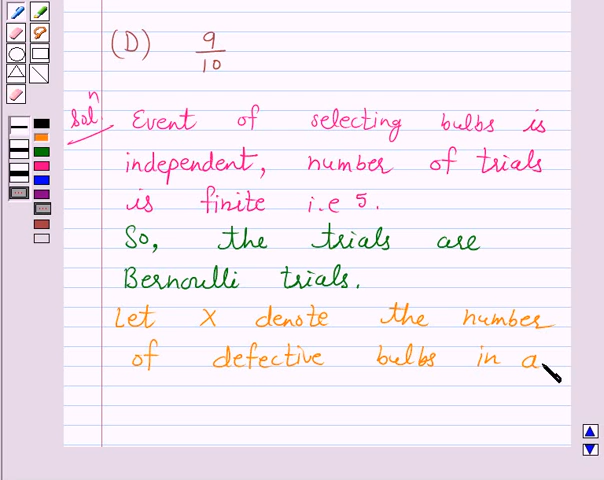 (D) 9/10
Solⁿ Event of selecting bulbs is
independent, number of trials
is finite i.e 5.
So, the trials are
Bernoulli trials.
Let X denote the number
of defective bulbs in a